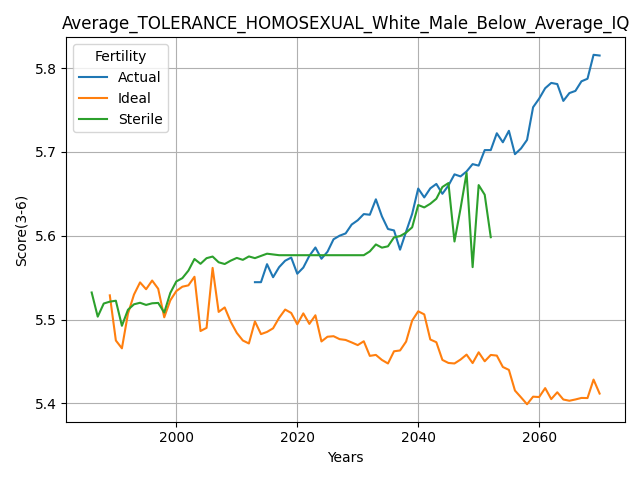 Average_TOLERANCE_HOMOSEXUAL_White_Male_Below_Average_IQ
Fertility
Actual
Ideal
Sterile
Score(3-6)
5.8
5.7
5.6
5.5
5.4
2000 2020 2040 2060
Years